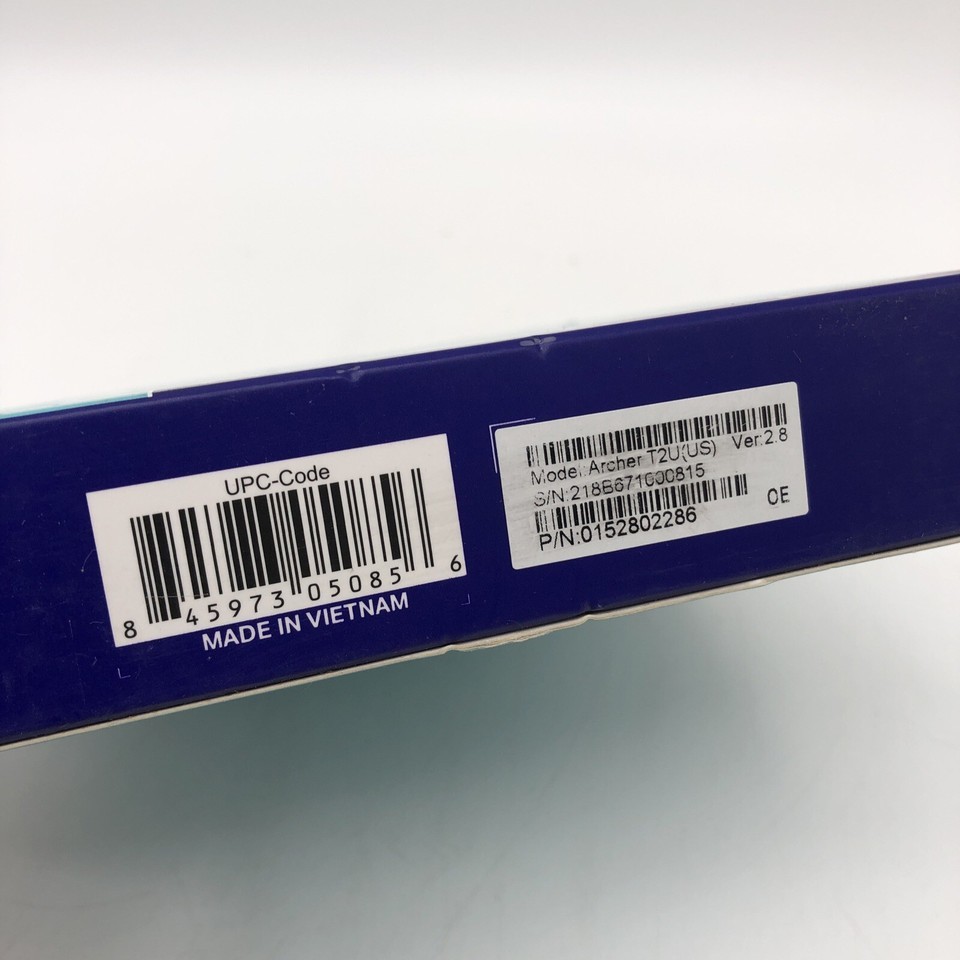 UPC-Code
8 45973 05085 6
MADE IN VIETNAM
Model:Archer T2U(US) Ver:2.8
S/N:218B671000815
P/N:0152802286
CE